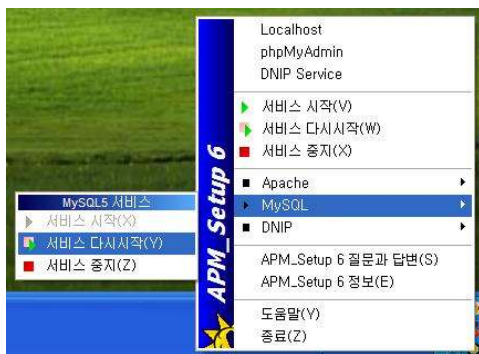 Localhost
phpMyAdmin
DNIP Service
서비스 시작(V)
서비스 다시시작(W)
서비스 중지(X)
Apache
MySQL
DNIP
APM_Setup 6 질문과 답변(S)
APM_Setup 6 정보(E)
도움말(Y)
종료(Z)
APM_Setup 6
MySQL5 서비스
서비스 시작(X)
서비스 다시시작(Y)
서비스 중지(Z)